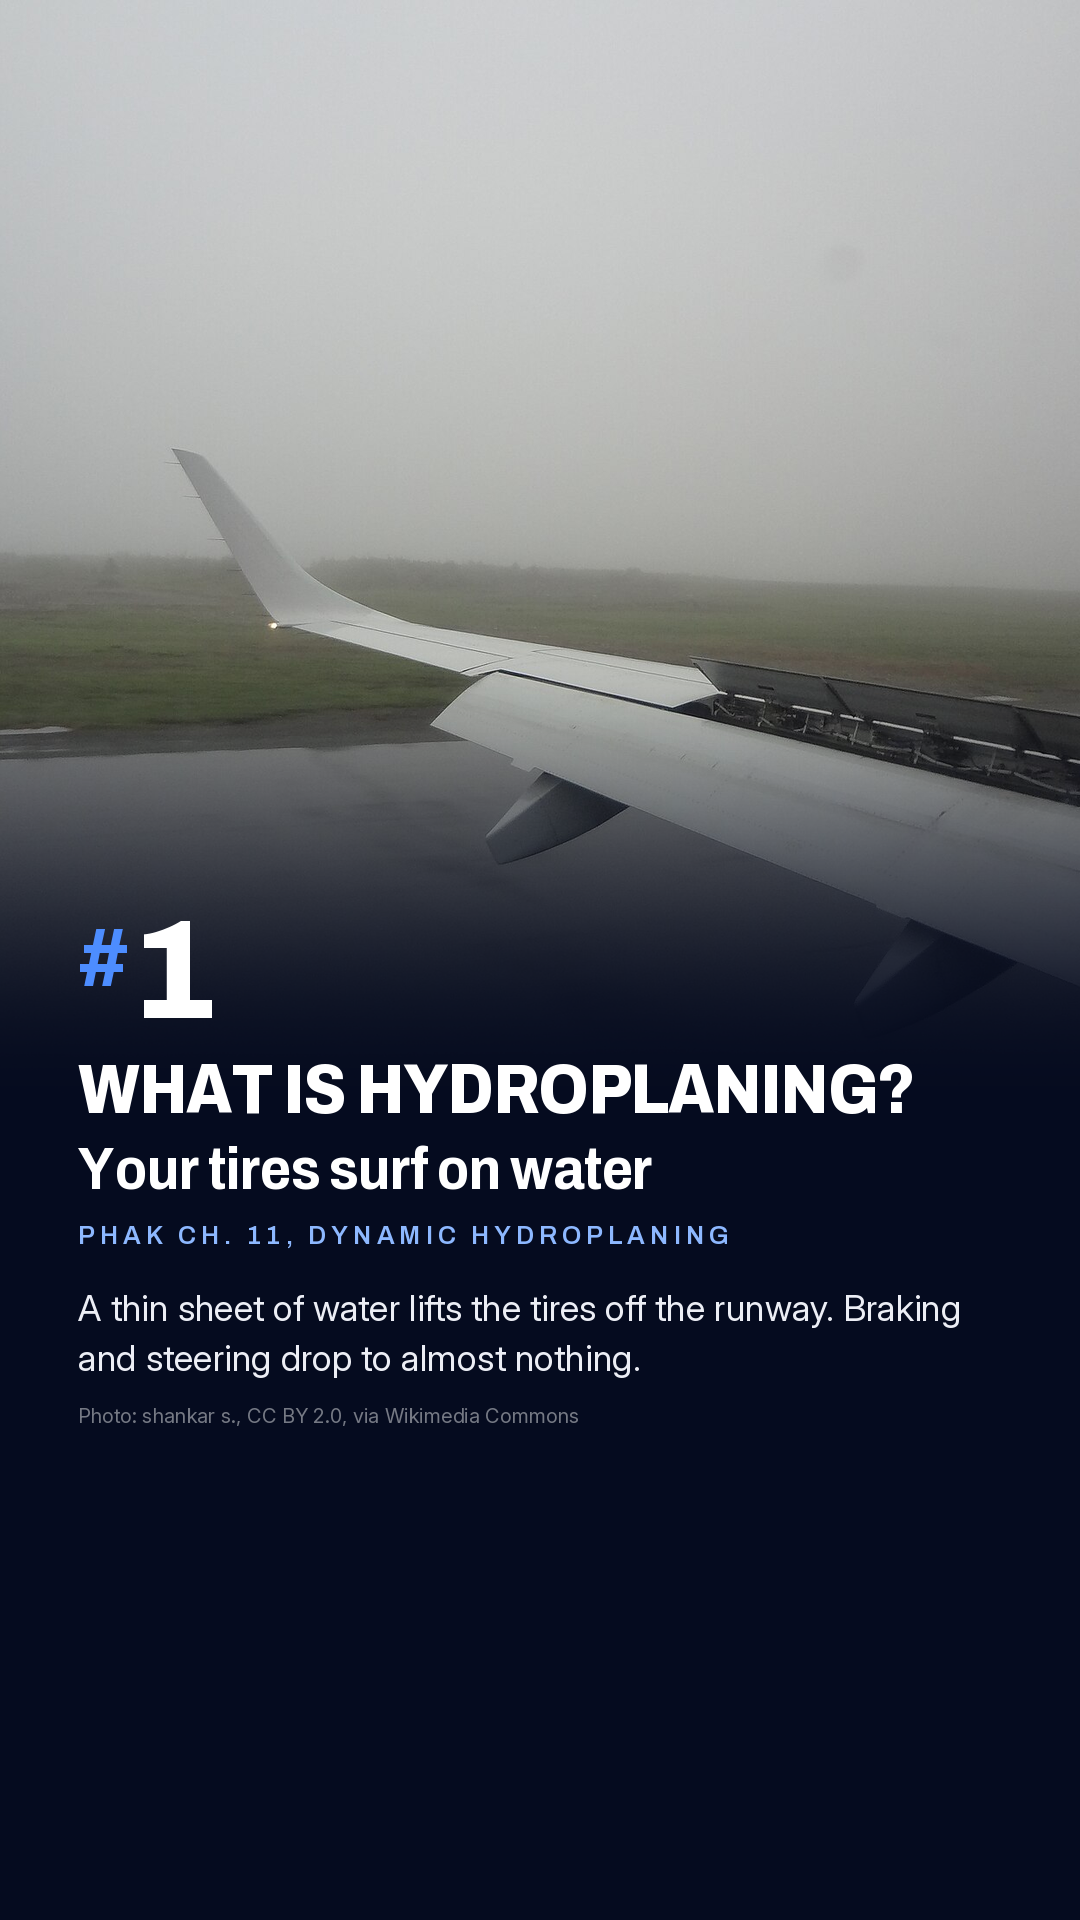 #1
WHAT IS HYDROPLANING?
Your tires surf on water
PHAK CH. 11, DYNAMIC HYDROPLANING
A thin sheet of water lifts the tires off the runway. Braking
and steering drop to almost nothing.
Photo: shankar s., CC BY 2.0, via Wikimedia Commons